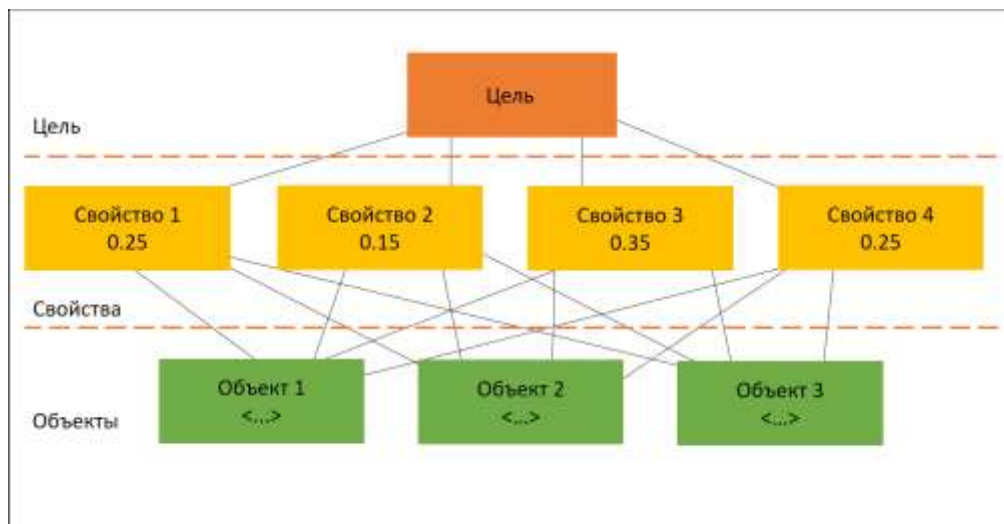 Цель
Цель
Свойство 1
0.25
Свойство 2
0.15
Свойство 3
0.35
Свойство 4
0.25
Свойства
Объект 1
<...>
Объект 2
<...>
Объект 3
<...>
Объекты